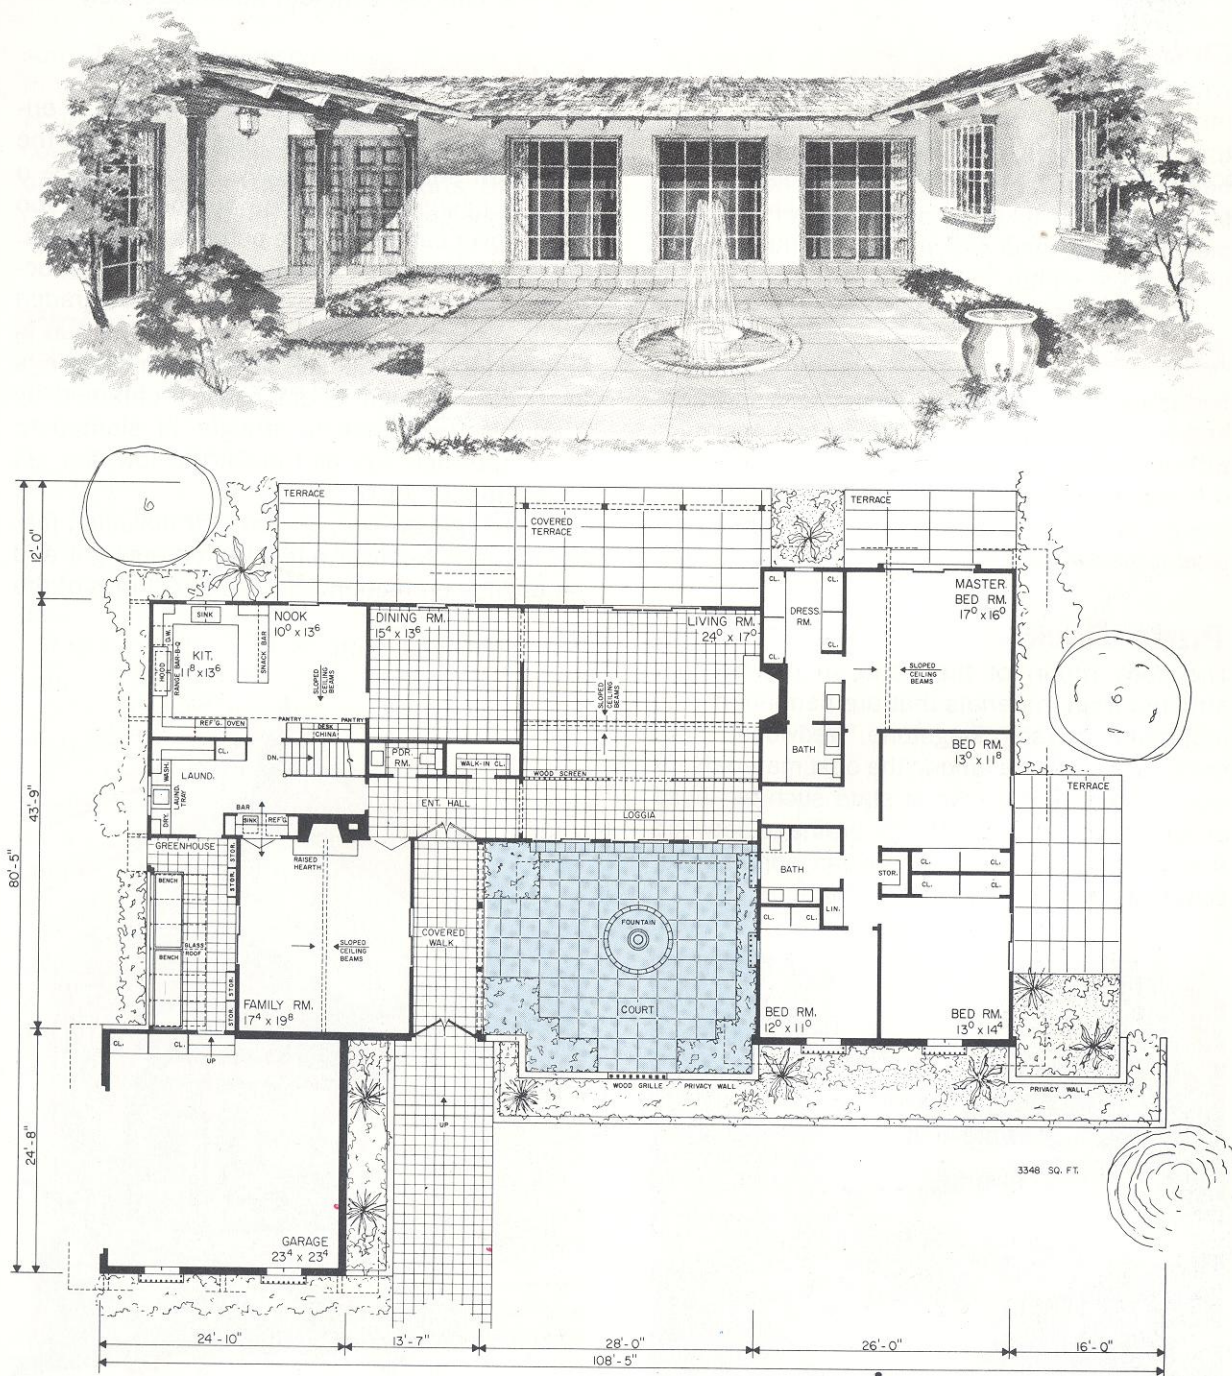 TERRACE
COVERED
TERRACE
TERRACE
12'-0"
SINK
NOOK
10⁰ x 13⁶
DINING RM.
15⁴ x 13⁶
LIVING RM.
24⁰ x 17⁰
CL.
CL.
DRESS.
RM.
CL.
CL.
MASTER
BED RM.
17⁰ x 16⁰
D.W.
KIT.
11⁸ x 13⁶
HOOD
RANGE BAR-B-Q
SNACK BAR
SLOPED
CEILING
BEAMS
SLOPED
CEILING
BEAMS
SLOPED
CEILING
BEAMS
REF'G.
OVEN
PANTRY
DESK
CHINA
PANTRY
BATH
BED RM.
13⁰ x 11⁸
CL.
DN.
PDR.
RM.
WALK-IN CL.
WOOD SCREEN
WASH.
LAUND.
LAUND.
TRAY
DRY.
BAR
SINK
REF'G.
ENT. HALL
LOGGIA
TERRACE
43'-9"
80'-5"
GREENHOUSE
STOR.
STOR.
RAISED
HEARTH
BATH
STOR.
CL.
CL.
CL.
CL.
BENCH
LIN.
CL.
CL.
FOUNTAIN
COVERED
WALK
GLASS
ROOF
BENCH
SLOPED
CEILING
BEAMS
STOR.
STOR.
FAMILY RM.
17⁴ x 19⁸
COURT
BED RM.
12⁰ x 11⁰
BED RM.
13⁰ x 14⁴
CL.
CL.
UP
WOOD GRILLE
PRIVACY WALL
PRIVACY WALL
UP
24'-8"
3348 SQ. FT.
GARAGE
23⁴ x 23⁴
24'-10"
13'-7"
28'-0"
26'-0"
16'-0"
108'-5"